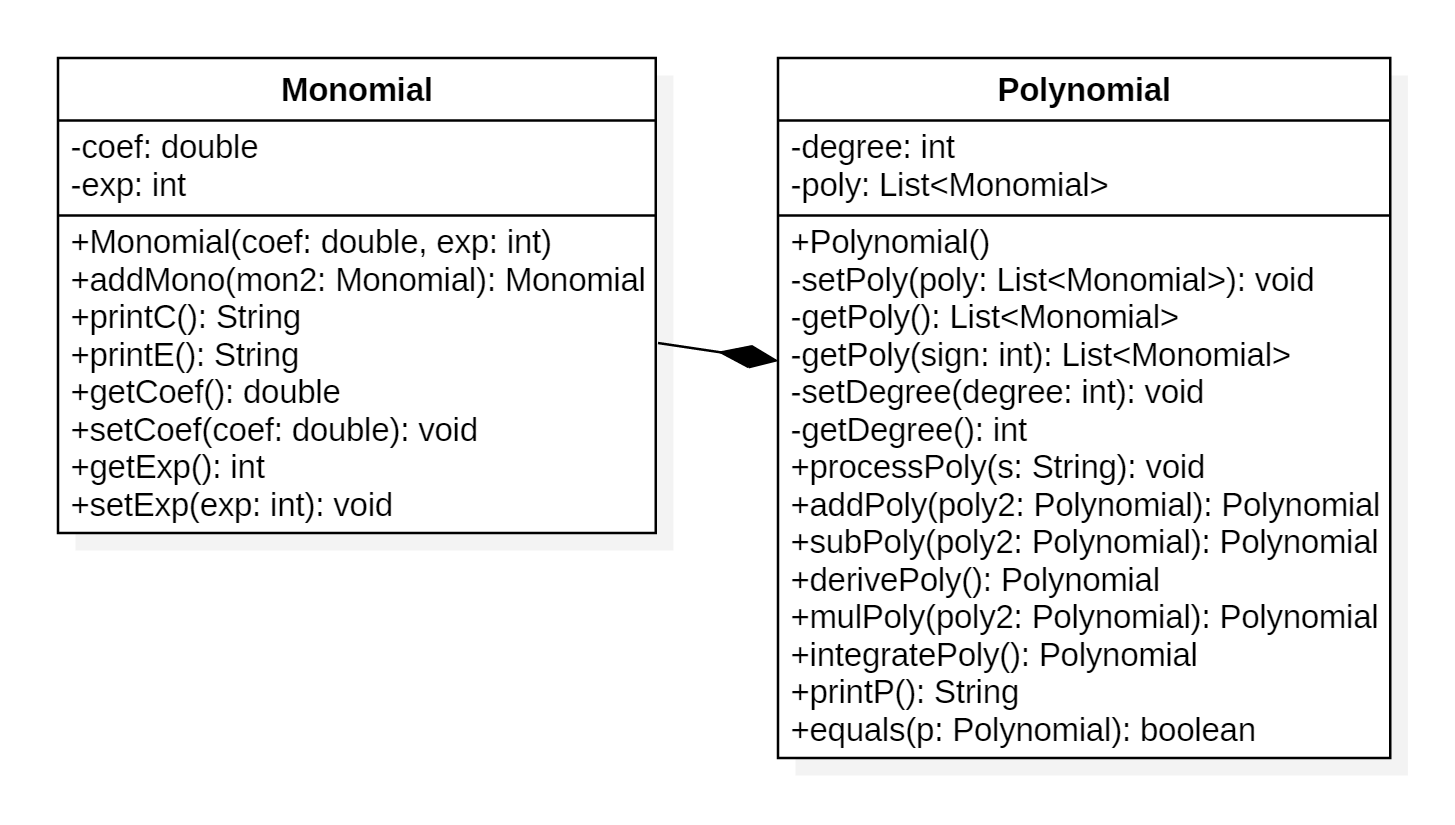 Monomial
-coef: double
-exp: int
+Monomial(coef: double, exp: int)
+addMono(mon2: Monomial): Monomial
+printC(): String
+printE(): String
+getCoef(): double
+setCoef(coef: double): void
+getExp(): int
+setExp(exp: int): void
Polynomial
-degree: int
-poly: List<Monomial>
+Polynomial()
-setPoly(poly: List<Monomial>): void
-getPoly(): List<Monomial>
-getPoly(sign: int): List<Monomial>
-setDegree(degree: int): void
-getDegree(): int
+processPoly(s: String): void
+addPoly(poly2: Polynomial): Polynomial
+subPoly(poly2: Polynomial): Polynomial
+derivePoly(): Polynomial
+mulPoly(poly2: Polynomial): Polynomial
+integratePoly(): Polynomial
+printP(): String
+equals(p: Polynomial): boolean